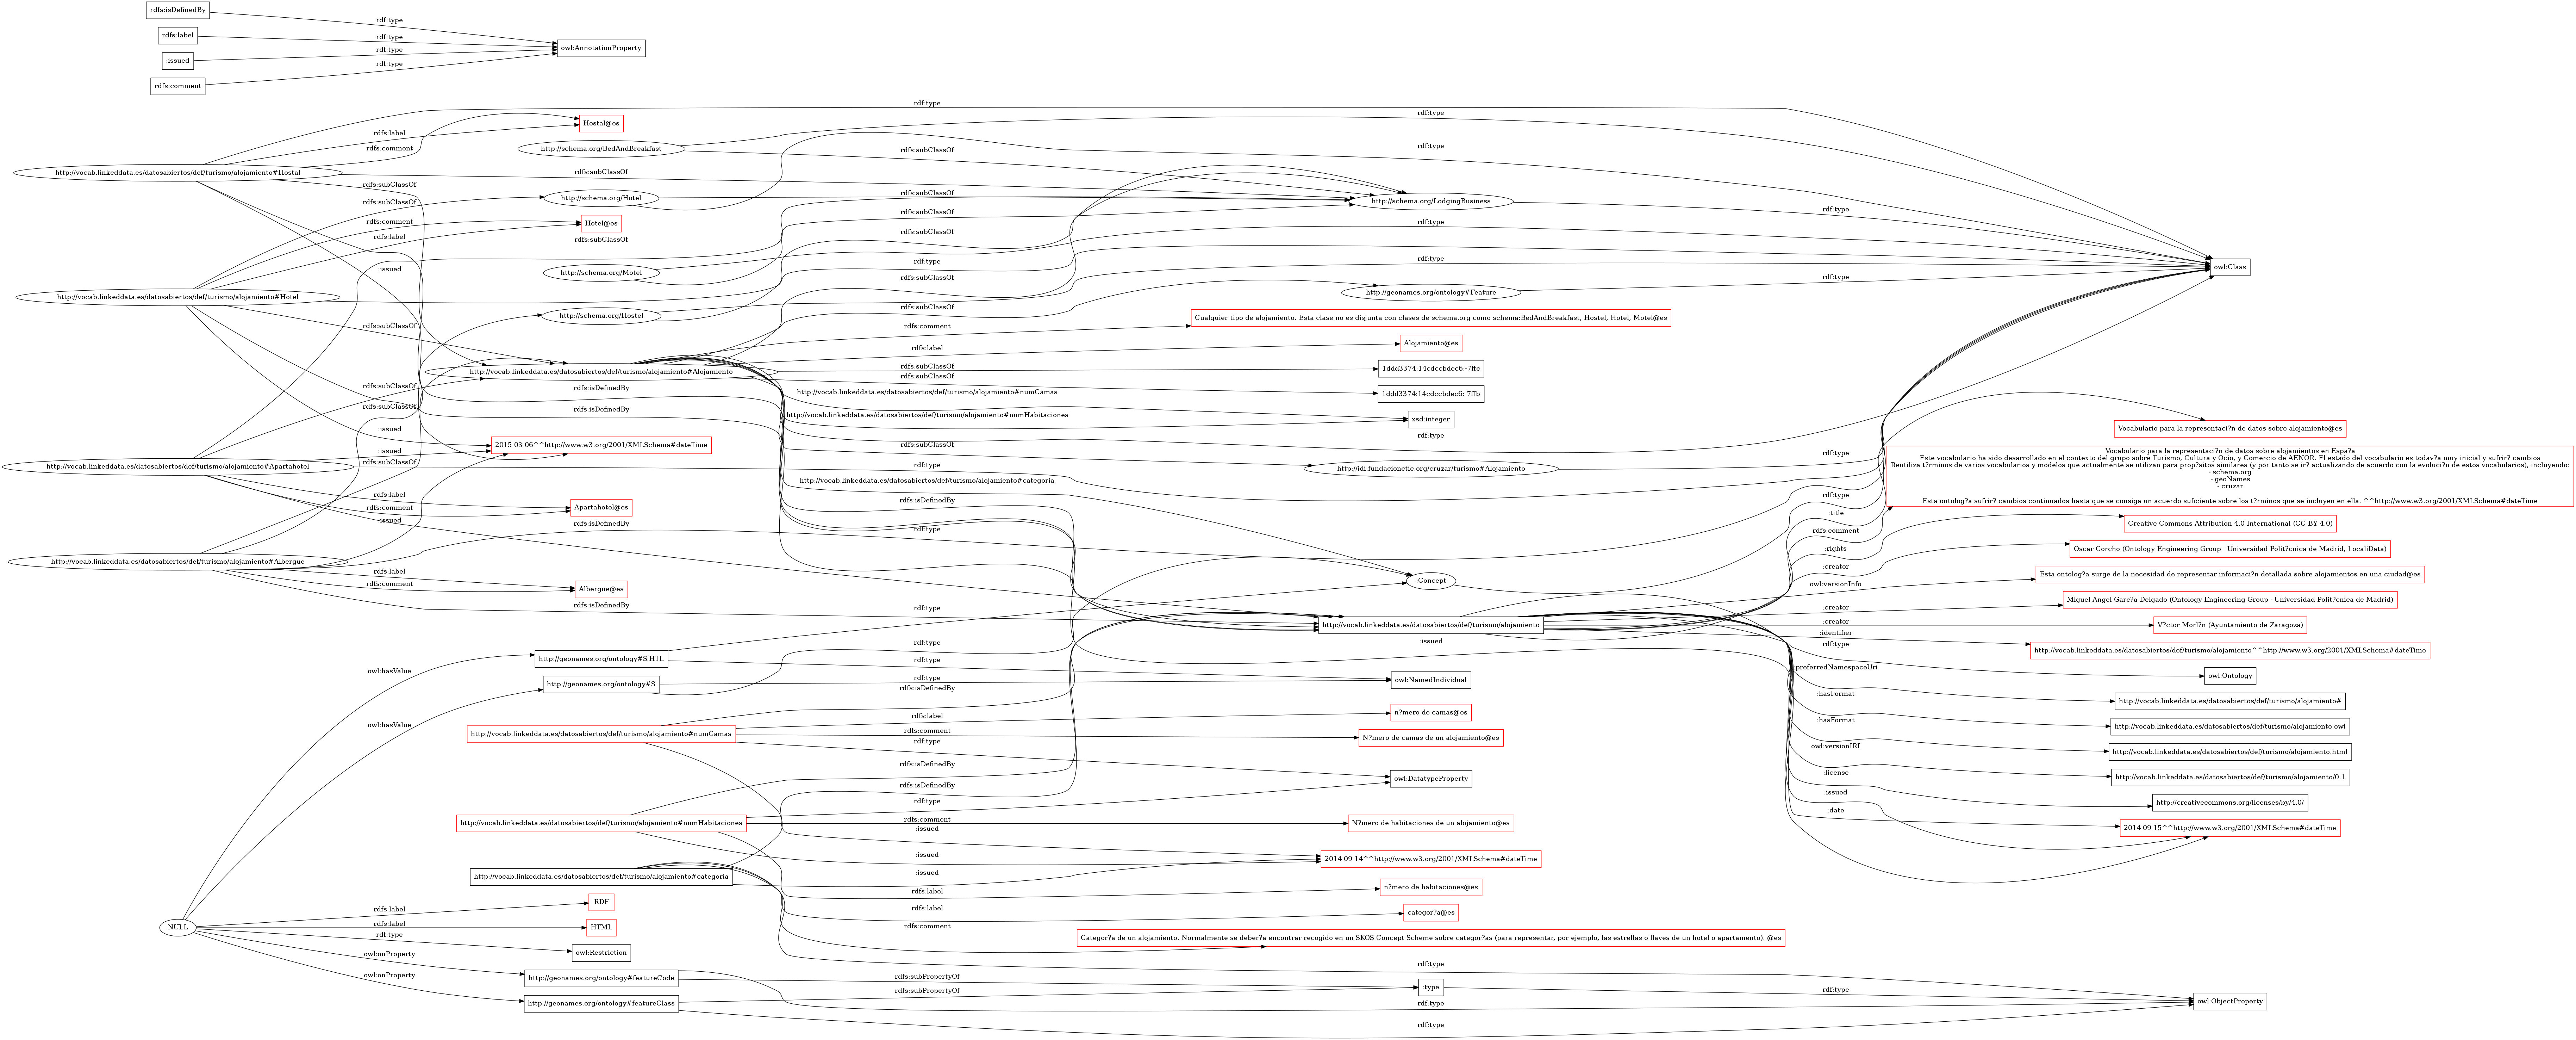 rdfs:isDefinedBy
rdf:type
rdfs:label
rdf:type
owl:AnnotationProperty
:issued
rdf:type
rdfs:comment
rdf:type
rdf:type
rdf:type
Hostal@es
rdfs:label
rdfs:comment
http://schema.org/BedAndBreakfast
rdfs:subClassOf
rdf:type
http://vocab.linkeddata.es/datosabiertos/def/turismo/alojamiento#Hostal
rdfs:subClassOf
rdfs:subClassOf
rdfs:subClassOf
http://schema.org/Hotel
rdfs:subClassOf
http://schema.org/LodgingBusiness
rdf:type
rdfs:comment
Hotel@es
rdfs:subClassOf
rdf:type
rdfs:label
rdfs:subClassOf
rdfs:subClassOf
:issued
http://schema.org/Motel
rdf:type
rdf:type
owl:Class
rdfs:subClassOf
rdf:type
http://vocab.linkeddata.es/datosabiertos/def/turismo/alojamiento#Hotel
http://geonames.org/ontology#Feature
rdfs:subClassOf
http://schema.org/Hostel
rdfs:subClassOf
rdfs:comment
Cualquier tipo de alojamiento. Esta clase no es disjunta con clases de schema.org como schema:BedAndBreakfast, Hostel, Hotel, Motel@es
rdfs:label
Alojamiento@es
http://vocab.linkeddata.es/datosabiertos/def/turismo/alojamiento#Alojamiento
rdfs:subClassOf
1ddd3374:14cdccbdec6:-7ffc
rdfs:subClassOf
rdfs:subClassOf
rdfs:isDefinedBy
http://vocab.linkeddata.es/datosabiertos/def/turismo/alojamiento#numCamas
1ddd3374:14cdccbdec6:-7ffb
rdfs:subClassOf
rdfs:isDefinedBy
http://vocab.linkeddata.es/datosabiertos/def/turismo/alojamiento#numHabitaciones
xsd:integer
:issued
rdf:type
Vocabulario para la representaci?n de datos sobre alojamiento@es
2015-03-06^^http://www.w3.org/2001/XMLSchema#dateTime
rdfs:subClassOf
:issued
rdf:type
Vocabulario para la representaci?n de datos sobre alojamientos en Espa?a
Este vocabulario ha sido desarrollado en el contexto del grupo sobre Turismo, Cultura y Ocio, y Comercio de AENOR. El estado del vocabulario es todav?a muy inicial y sufrir? cambios
Reutiliza t?rminos de varios vocabularios y modelos que actualmente se utilizan para prop?sitos similares (y por tanto se ir? actualizando de acuerdo con la evoluci?n de estos vocabularios), incluyendo:
- schema.org
- geoNames
- cruzar
Esta ontolog?a sufrir? cambios continuados hasta que se consiga un acuerdo suficiente sobre los t?rminos que se incluyen en ella. ^^http://www.w3.org/2001/XMLSchema#dateTime
http://vocab.linkeddata.es/datosabiertos/def/turismo/alojamiento#Apartahotel
rdfs:subClassOf
rdf:type
http://idi.fundacionctic.org/cruzar/turismo#Alojamiento
http://vocab.linkeddata.es/datosabiertos/def/turismo/alojamiento#categoria
rdfs:label
rdfs:isDefinedBy
rdf:type
rdfs:comment
Apartahotel@es
:title
:issued
rdfs:isDefinedBy
rdf:type
Creative Commons Attribution 4.0 International (CC BY 4.0)
rdfs:comment
:rights
Oscar Corcho (Ontology Engineering Group - Universidad Polit?cnica de Madrid, LocaliData)
http://vocab.linkeddata.es/datosabiertos/def/turismo/alojamiento#Albergue
:creator
rdfs:label
Esta ontolog?a surge de la necesidad de representar informaci?n detallada sobre alojamientos en una ciudad@es
:Concept
rdfs:comment
Albergue@es
owl:versionInfo
rdfs:isDefinedBy
rdf:type
:creator
Miguel Angel Garc?a Delgado (Ontology Engineering Group - Universidad Polit?cnica de Madrid)
http://vocab.linkeddata.es/datosabiertos/def/turismo/alojamiento
:creator
V?ctor Morl?n (Ayuntamiento de Zaragoza)
:identifier
rdf:type
:issued
rdf:type
http://vocab.linkeddata.es/datosabiertos/def/turismo/alojamiento^^http://www.w3.org/2001/XMLSchema#dateTime
http://geonames.org/ontology#S.HTL
rdf:type
owl:hasValue
preferredNamespaceUri
owl:Ontology
http://geonames.org/ontology#S
rdf:type
rdfs:isDefinedBy
owl:NamedIndividual
:hasFormat
http://vocab.linkeddata.es/datosabiertos/def/turismo/alojamiento#
rdfs:label
n?mero de camas@es
:hasFormat
http://vocab.linkeddata.es/datosabiertos/def/turismo/alojamiento.owl
owl:hasValue
http://vocab.linkeddata.es/datosabiertos/def/turismo/alojamiento#numCamas
rdfs:comment
N?mero de camas de un alojamiento@es
rdf:type
owl:versionIRI
http://vocab.linkeddata.es/datosabiertos/def/turismo/alojamiento.html
rdfs:isDefinedBy
owl:DatatypeProperty
:license
http://vocab.linkeddata.es/datosabiertos/def/turismo/alojamiento/0.1
rdfs:isDefinedBy
:issued
rdf:type
http://creativecommons.org/licenses/by/4.0/
:date
http://vocab.linkeddata.es/datosabiertos/def/turismo/alojamiento#numHabitaciones
rdfs:comment
:issued
N?mero de habitaciones de un alojamiento@es
2014-09-15^^http://www.w3.org/2001/XMLSchema#dateTime
:issued
2014-09-14^^http://www.w3.org/2001/XMLSchema#dateTime
http://vocab.linkeddata.es/datosabiertos/def/turismo/alojamiento#categoria
:issued
rdfs:label
n?mero de habitaciones@es
RDF
rdfs:label
rdfs:label
categor?a@es
NULL
rdfs:label
HTML
rdfs:comment
rdf:type
Categor?a de un alojamiento. Normalmente se deber?a encontrar recogido en un SKOS Concept Scheme sobre categor?as (para representar, por ejemplo, las estrellas o llaves de un hotel o apartamento). @es
owl:Restriction
owl:onProperty
rdf:type
http://geonames.org/ontology#featureCode
rdfs:subPropertyOf
owl:onProperty
:type
rdf:type
rdfs:subPropertyOf
http://geonames.org/ontology#featureClass
rdf:type
owl:ObjectProperty
rdf:type